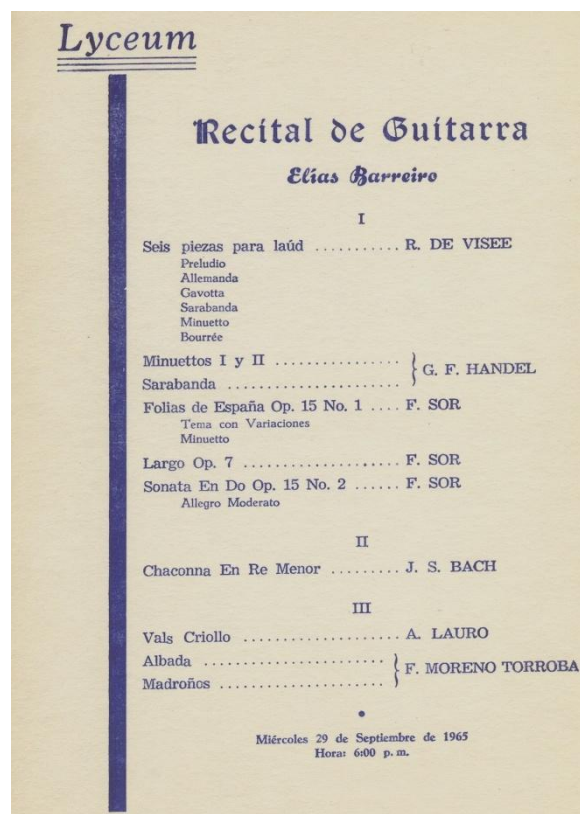 Lyceum
Recital de Guitarra
Elías Barreiro
I
Seis piezas para laúd ........... R. DE VISEE
Preludio
Allemanda
Gavotta
Sarabanda
Minuetto
Bourrée
Minuettos I y II ................
Sarabanda ......................
} G. F. HANDEL
Folias de España Op. 15 No. 1 .... F. SOR
Tema con Variaciones
Minuetto
Largo Op. 7 .................... F. SOR
Sonata En Do Op. 15 No. 2 ...... F. SOR
Allegro Moderato
II
Chaconna En Re Menor ......... J. S. BACH
III
Vals Criollo .................... A. LAURO
Albada .......................
Madroños .....................
} F. MORENO TORROBA
Miércoles 29 de Septiembre de 1965
Hora: 6:00 p. m.